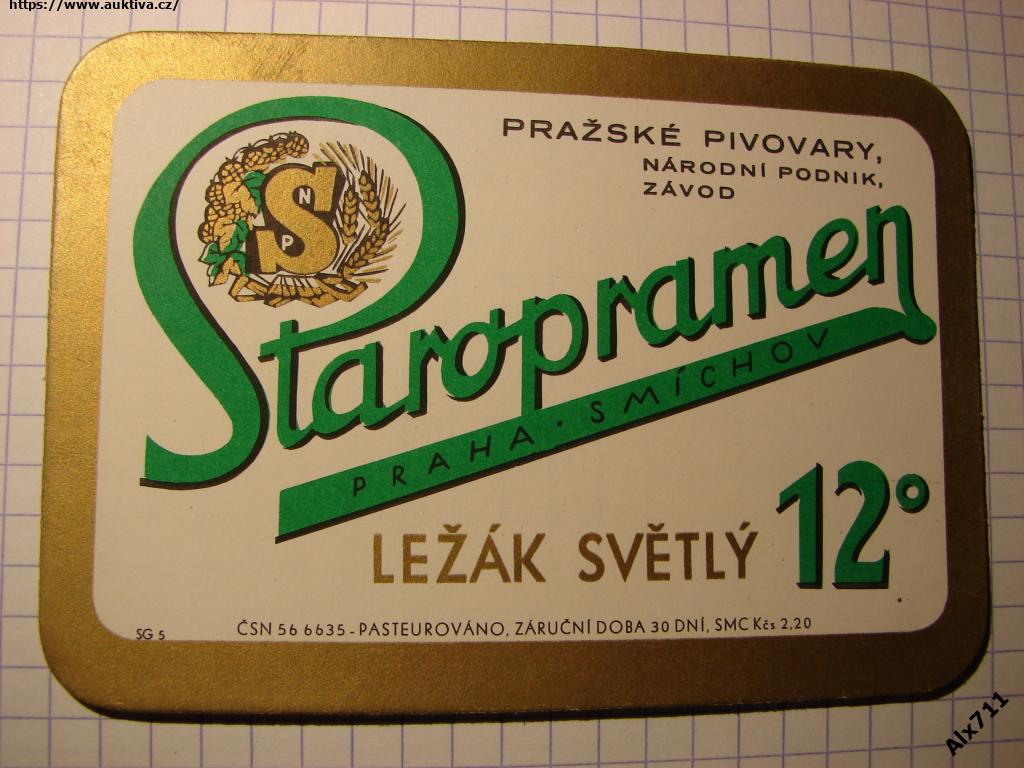 https://www.auktiva.cz/
PRAŽSKÉ PIVOVARY,
NÁRODNÍ PODNIK,
ZÁVOD
N
S
P
Staropramen
PRAHA · SMÍCHOV
LEŽÁK SVĚTLÝ 12°
SG 5
ČSN 56 6635 - PASTEUROVÁNO, ZÁRUČNÍ DOBA 30 DNÍ, SMC Kčs 2,20
Alx711